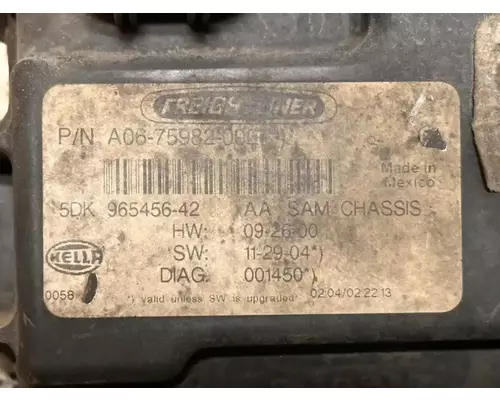 FREIGHTLINER
P/N A06-75982-000
Made in
Mexico
5DK 965456-42 AA SAM CHASSIS
HW: 09-26-00
HELLA
SW: 11-29-04*)
DIAG. 001450*)
0058 *) valid unless SW is upgraded* 02.04/02.22.13